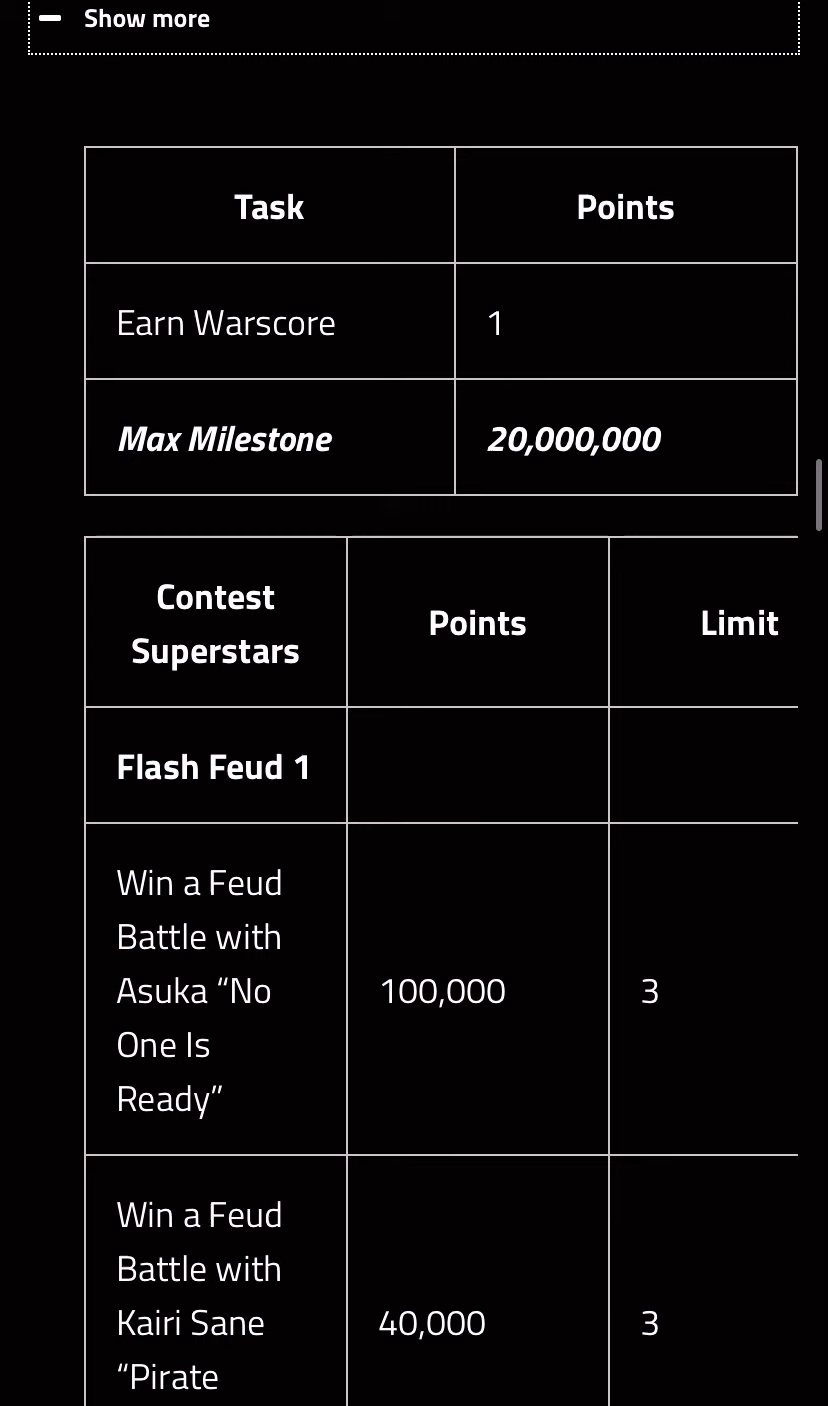 Show more
Task
Points
Earn Warscore
1
Max Milestone
20,000,000
Contest
Superstars
Points
Limit
Flash Feud 1
Win a Feud
Battle with
Asuka “No
One Is
Ready”
100,000
3
Win a Feud
Battle with
Kairi Sane
“Pirate
40,000
3